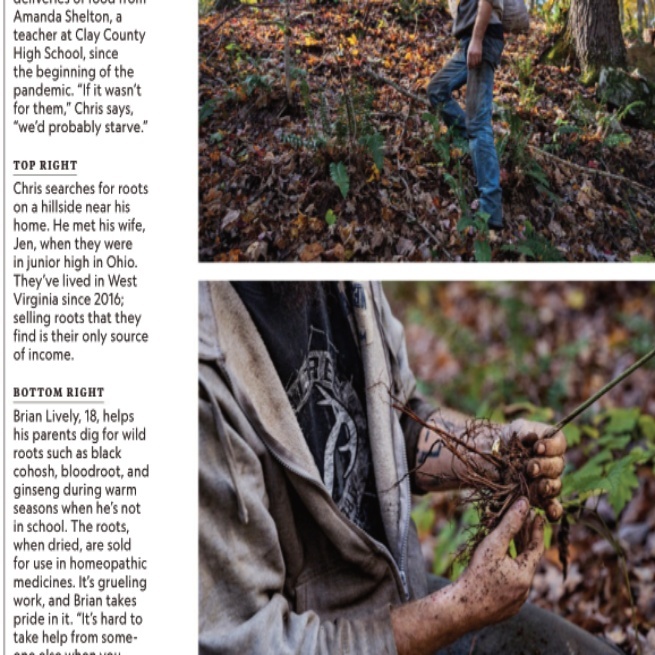 deliveries of food from
Amanda Shelton, a
teacher at Clay County
High School, since
the beginning of the
pandemic. “If it wasn’t
for them,” Chris says,
“we’d probably starve.”
TOP RIGHT
Chris searches for roots
on a hillside near his
home. He met his wife,
Jen, when they were
in junior high in Ohio.
They’ve lived in West
Virginia since 2016;
selling roots that they
find is their only source
of income.
BOTTOM RIGHT
Brian Lively, 18, helps
his parents dig for wild
roots such as black
cohosh, bloodroot, and
ginseng during warm
seasons when he’s not
in school. The roots,
when dried, are sold
for use in homeopathic
medicines. It’s grueling
work, and Brian takes
pride in it. “It’s hard to
take help from some-
one else when you